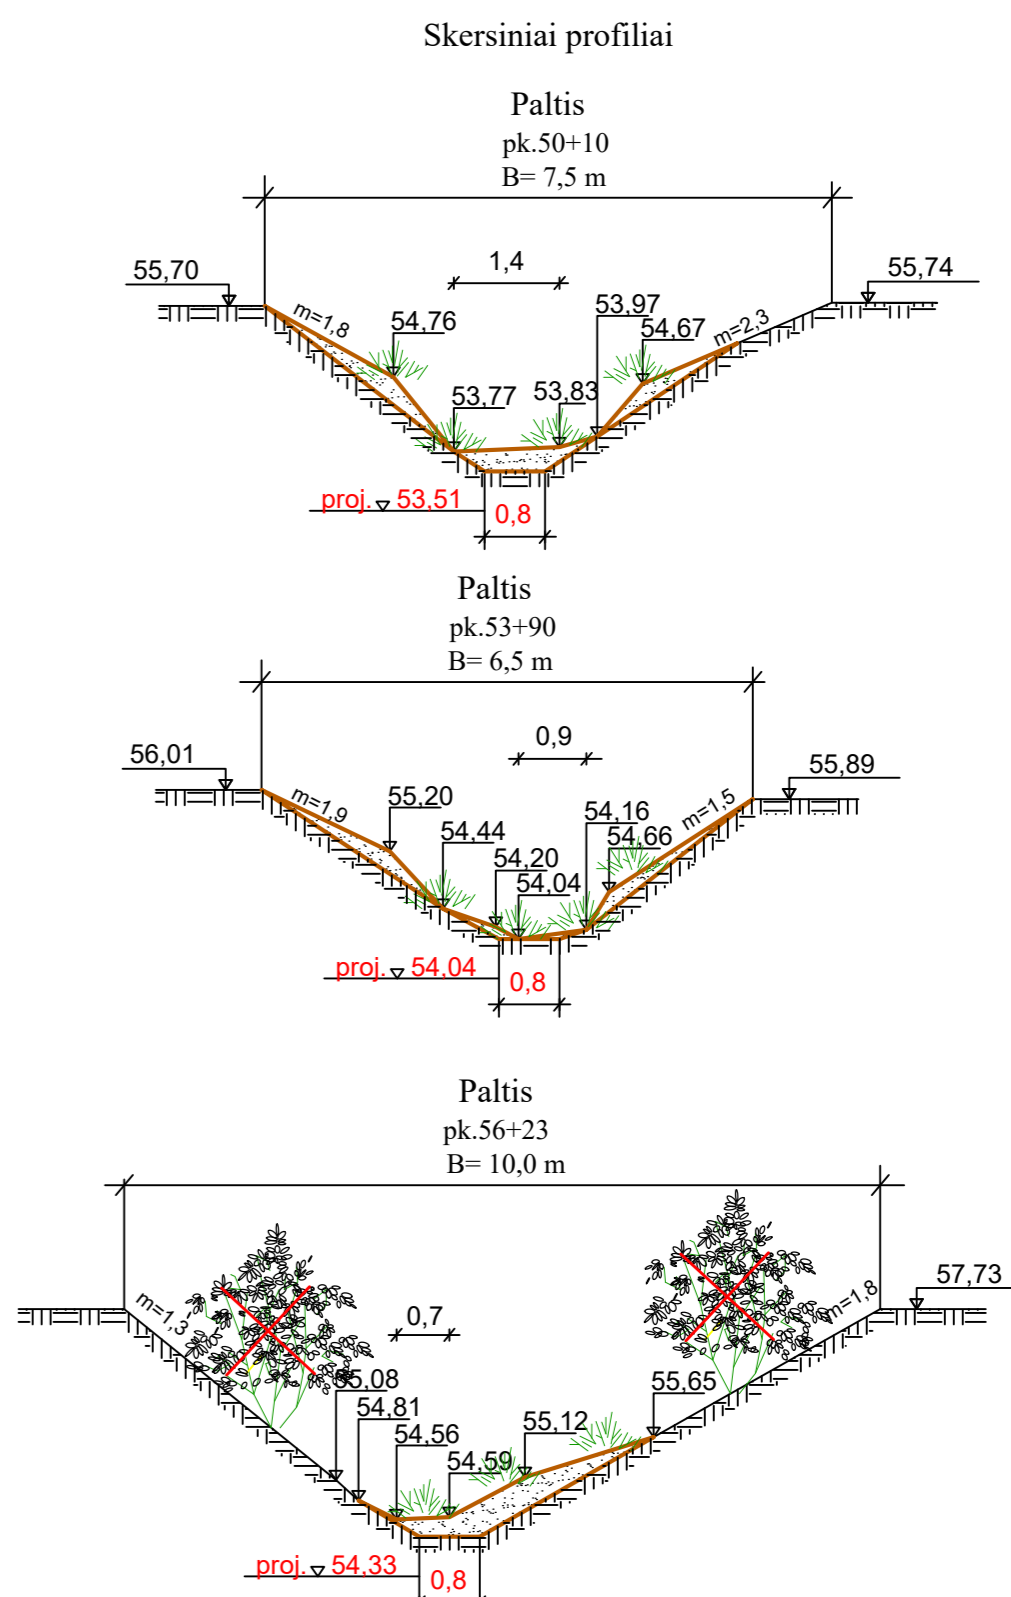 Skersiniai profiliai
Paltis
pk.50+10
B= 7,5 m
55,70
1,4
55,74
m=1,8
54,76
53,97
54,67
m=2,3
53,77
53,83
proj. 53,51
0,8
Paltis
pk.53+90
B= 6,5 m
56,01
0,9
55,89
m=1,9
55,20
54,44
54,16
54,66
m=1,5
54,20
54,04
proj. 54,04
0,8
Paltis
pk.56+23
B= 10,0 m
57,73
m=1,3
0,7
m=1,8
55,08
54,81
54,56
54,59
55,12
55,65
proj. 54,33
0,8